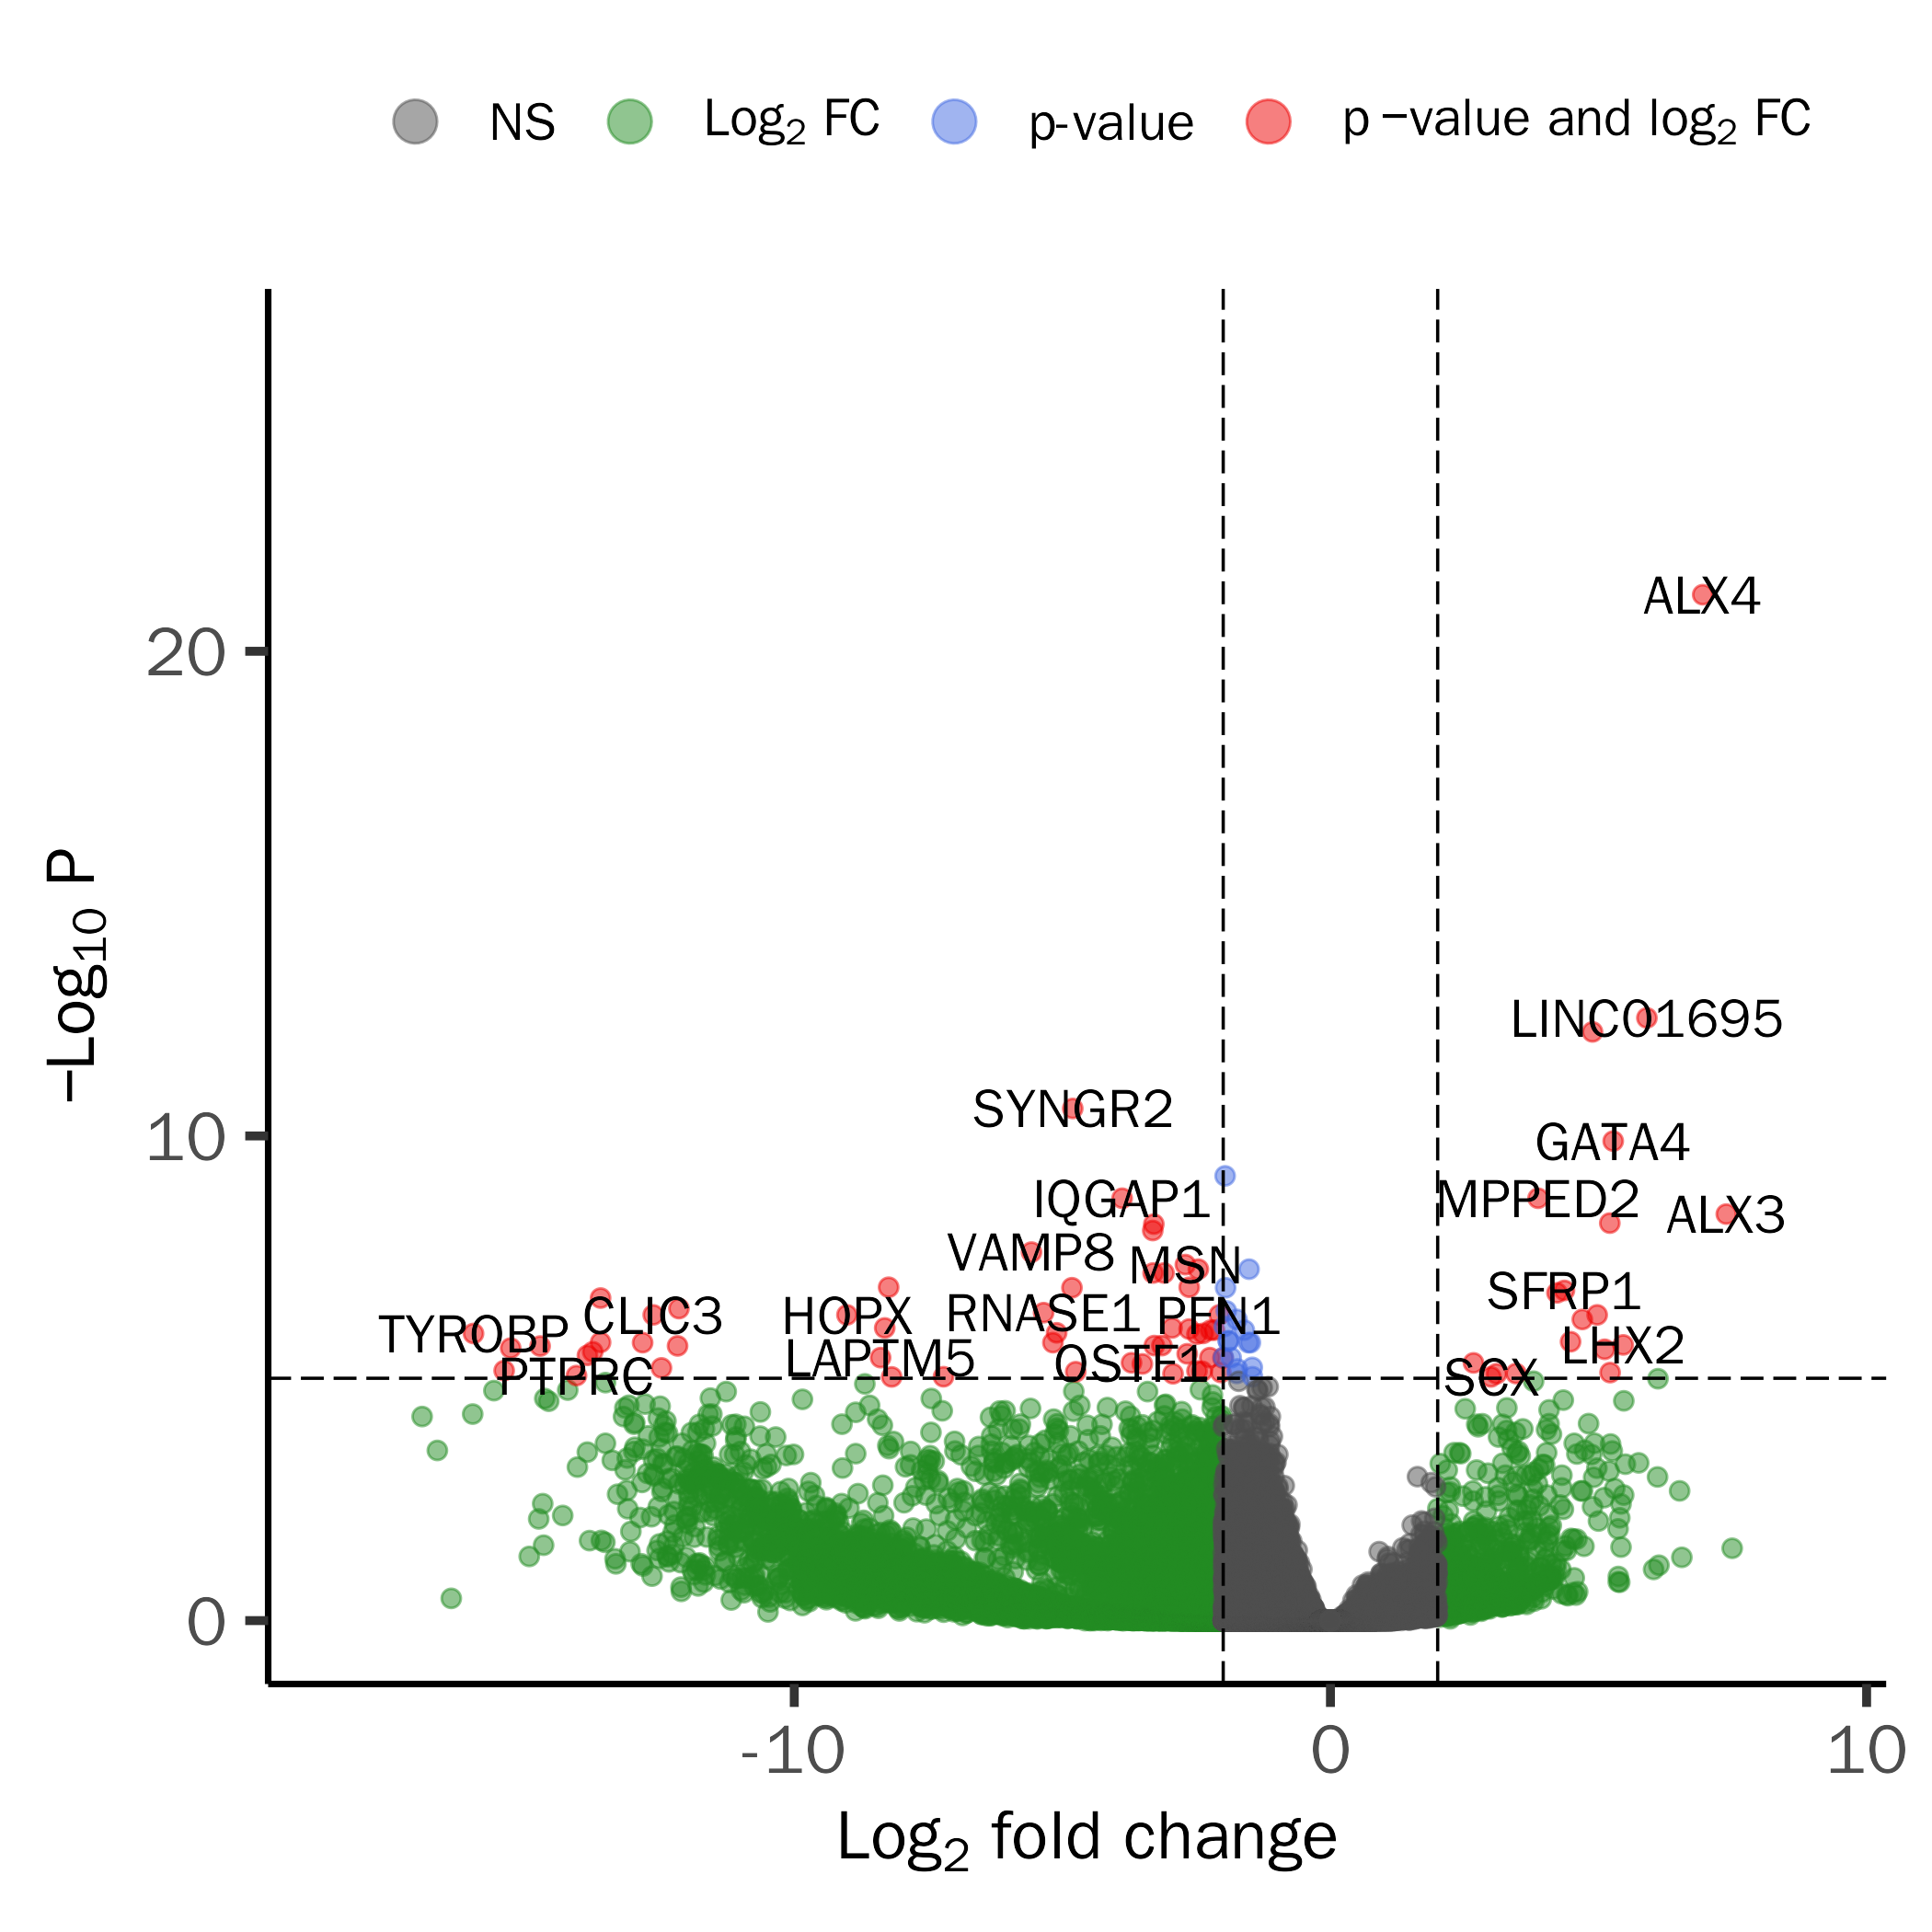 NS Log2 FC p-value p −value and log2 FC
ALX4
20
LINC01695
SYNGR2
10
GATA4
IQGAP1
MPPED2
ALX3
VAMP8
MSN
SFRP1
CLIC3
HOPX
RNASE1
PFN1
TYROBP
LAPTM5
OSTF1
LHX2
PTPRC
SCX
0
−Log10 P
-10
0
10
Log2 fold change